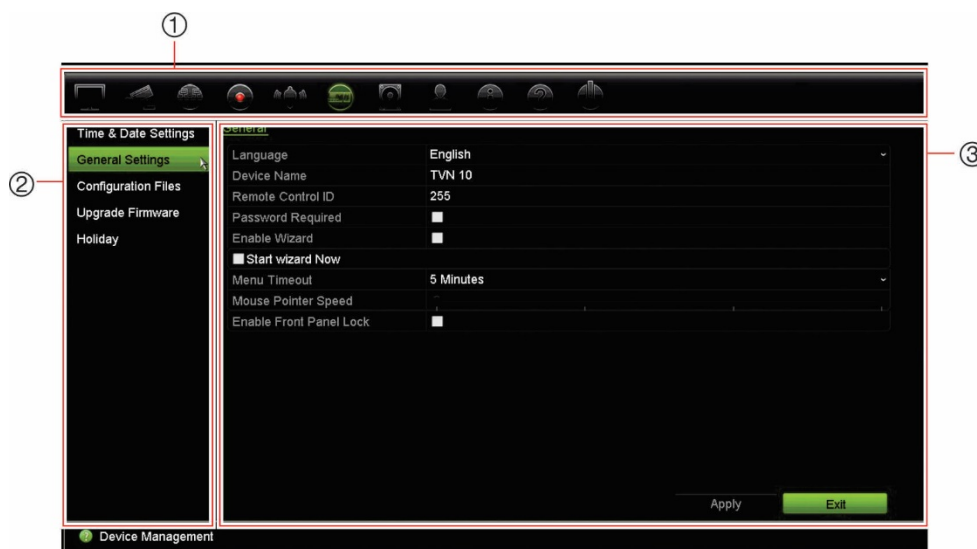 ①
Time & Date Settings
General
General Settings
Language English
Device Name TVN 10
②
Configuration Files
Remote Control ID 255
③
Upgrade Firmware
Password Required
Holiday
Enable Wizard
Start wizard Now
Menu Timeout 5 Minutes
Mouse Pointer Speed
Enable Front Panel Lock
Apply Exit
Device Management